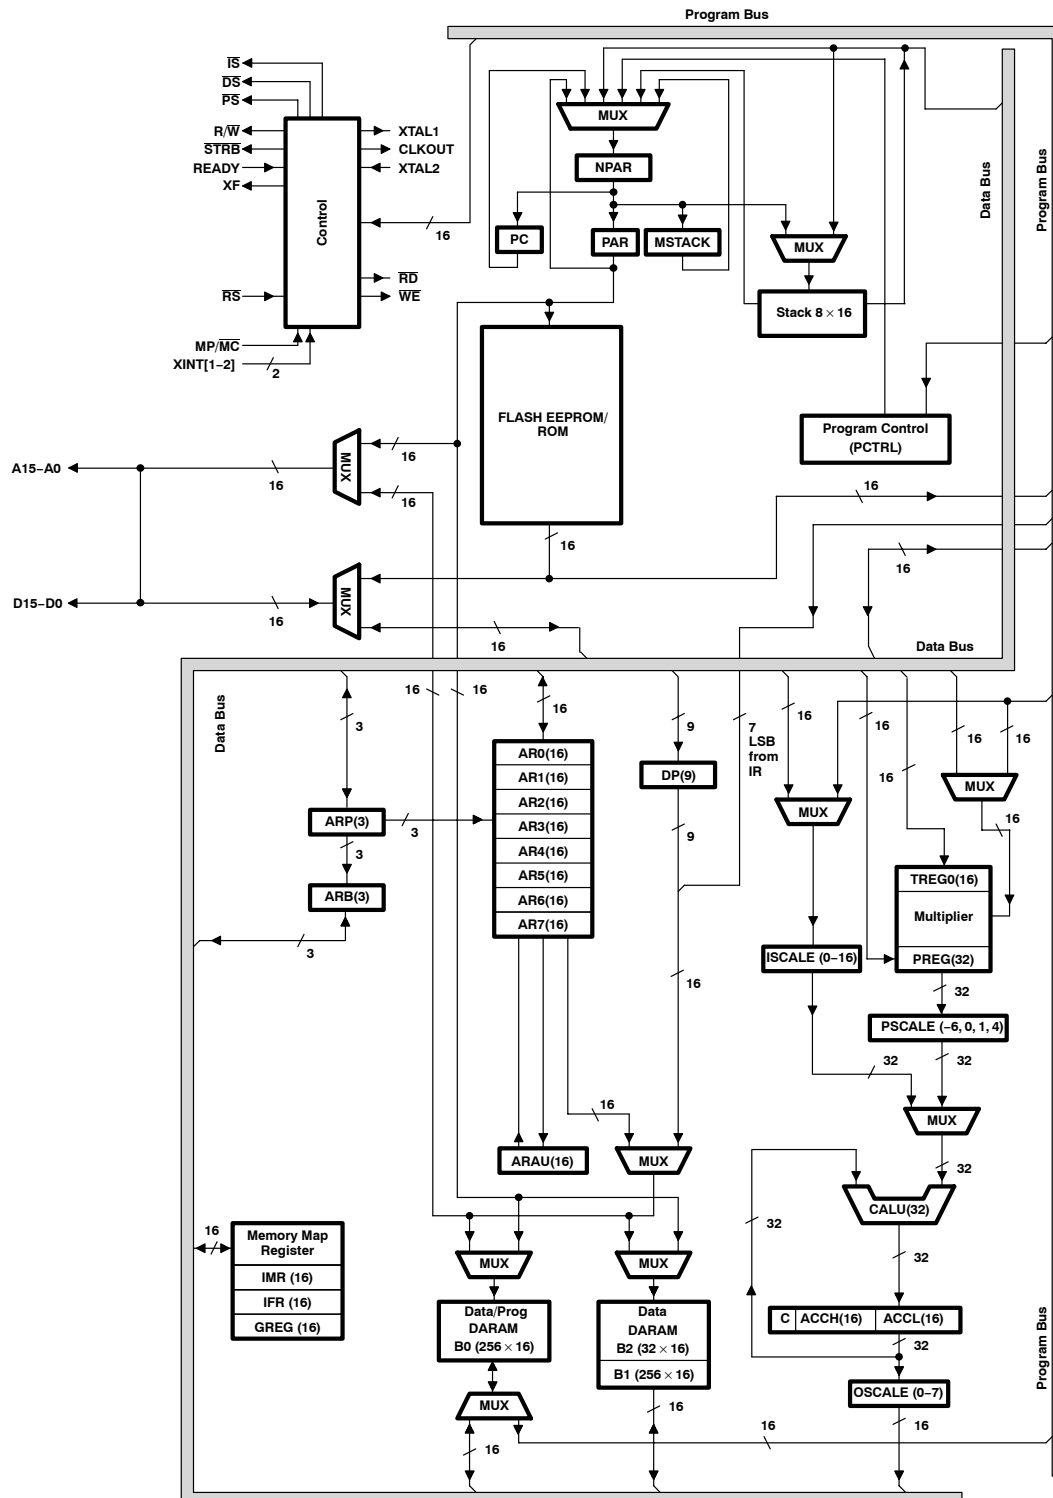 Program Bus
IS
DS
PS
R/W
STRB
READY
XF
RS
MP/MC
XINT[1−2]
2
Control
XTAL1
CLKOUT
XTAL2
16
RD
WE
MUX
NPAR
PC
PAR
MSTACK
MUX
Stack 8 × 16
Data Bus
Program Bus
FLASH EEPROM/
ROM
Program Control
(PCTRL)
A15−A0
16
MUX
16
16
16
16
D15−D0
16
MUX
16
16
Data Bus
Data Bus
3
16
16
16
9
7
LSB
from
IR
16
16
16
16
16
AR0(16)
AR1(16)
AR2(16)
AR3(16)
AR4(16)
AR5(16)
AR6(16)
AR7(16)
DP(9)
9
MUX
MUX
16
ARP(3)
3
3
ARB(3)
3
TREG0(16)
Multiplier
PREG(32)
ISCALE (0−16)
16
32
PSCALE (−6, 0, 1, 4)
32
32
16
MUX
ARAU(16)
MUX
32
CALU(32)
32
32
16
Memory Map
Register
IMR (16)
IFR (16)
GREG (16)
MUX
MUX
Data/Prog
DARAM
B0 (256 × 16)
Data
DARAM
B2 (32 × 16)
B1 (256 × 16)
C
ACCH(16)
ACCL(16)
32
OSCALE (0−7)
MUX
16
16
16
16
Program Bus